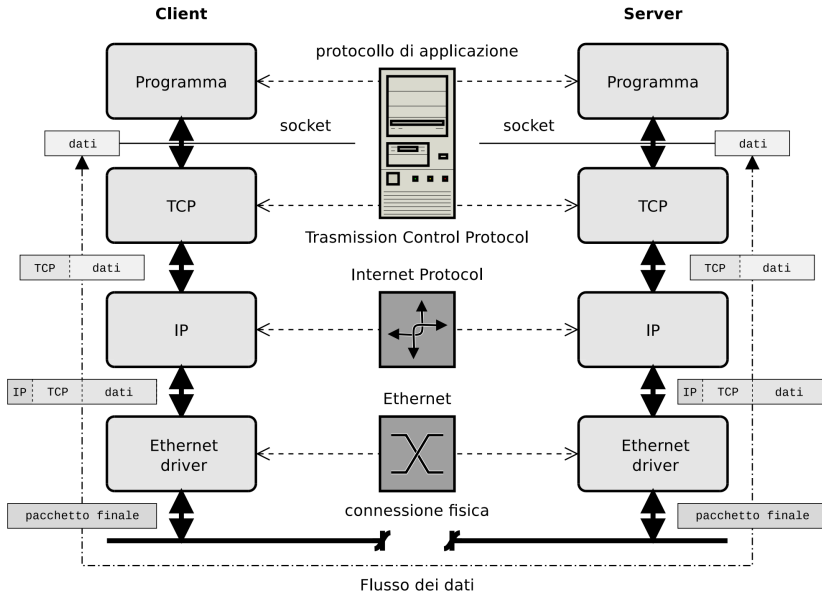 Client
Server
protocollo di applicazione
Programma
Programma
socket
socket
dati
dati
TCP
TCP
Trasmission Control Protocol
TCP dati
TCP dati
Internet Protocol
IP
IP
IP TCP dati
IP TCP dati
Ethernet
Ethernet
driver
Ethernet
driver
connessione fisica
pacchetto finale
pacchetto finale
Flusso dei dati